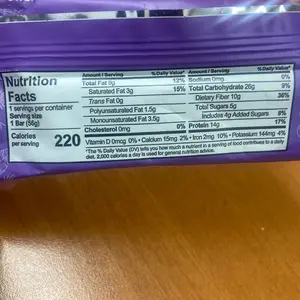 Nutrition
Facts
servings per container
Serving size
1 Bar (56g)
Calories
per serving
220
Amount / Serving % Daily Value*
Total Fat 12%
Saturated Fat 3g 15%
Trans Fat 0g
Polyunsaturated Fat 1.5g
Monounsaturated Fat 3.5g
Cholesterol 0mg 0%
Amount / Serving % Daily Value*
Sodium 0mg 0%
Total Carbohydrate 26g 9%
Dietary Fiber 10g 36%
Total Sugars 5g
Includes 4g Added Sugars 8%
Protein 14g 17%
Vitamin D 0mcg 0% • Calcium 15mg 2% • Iron 2mg 10% • Potassium 144mg 4%
*The % Daily Value (DV) tells you how much a nutrient in a serving of food contributes to a daily
diet. 2,000 calories a day is used for general nutrition advice.